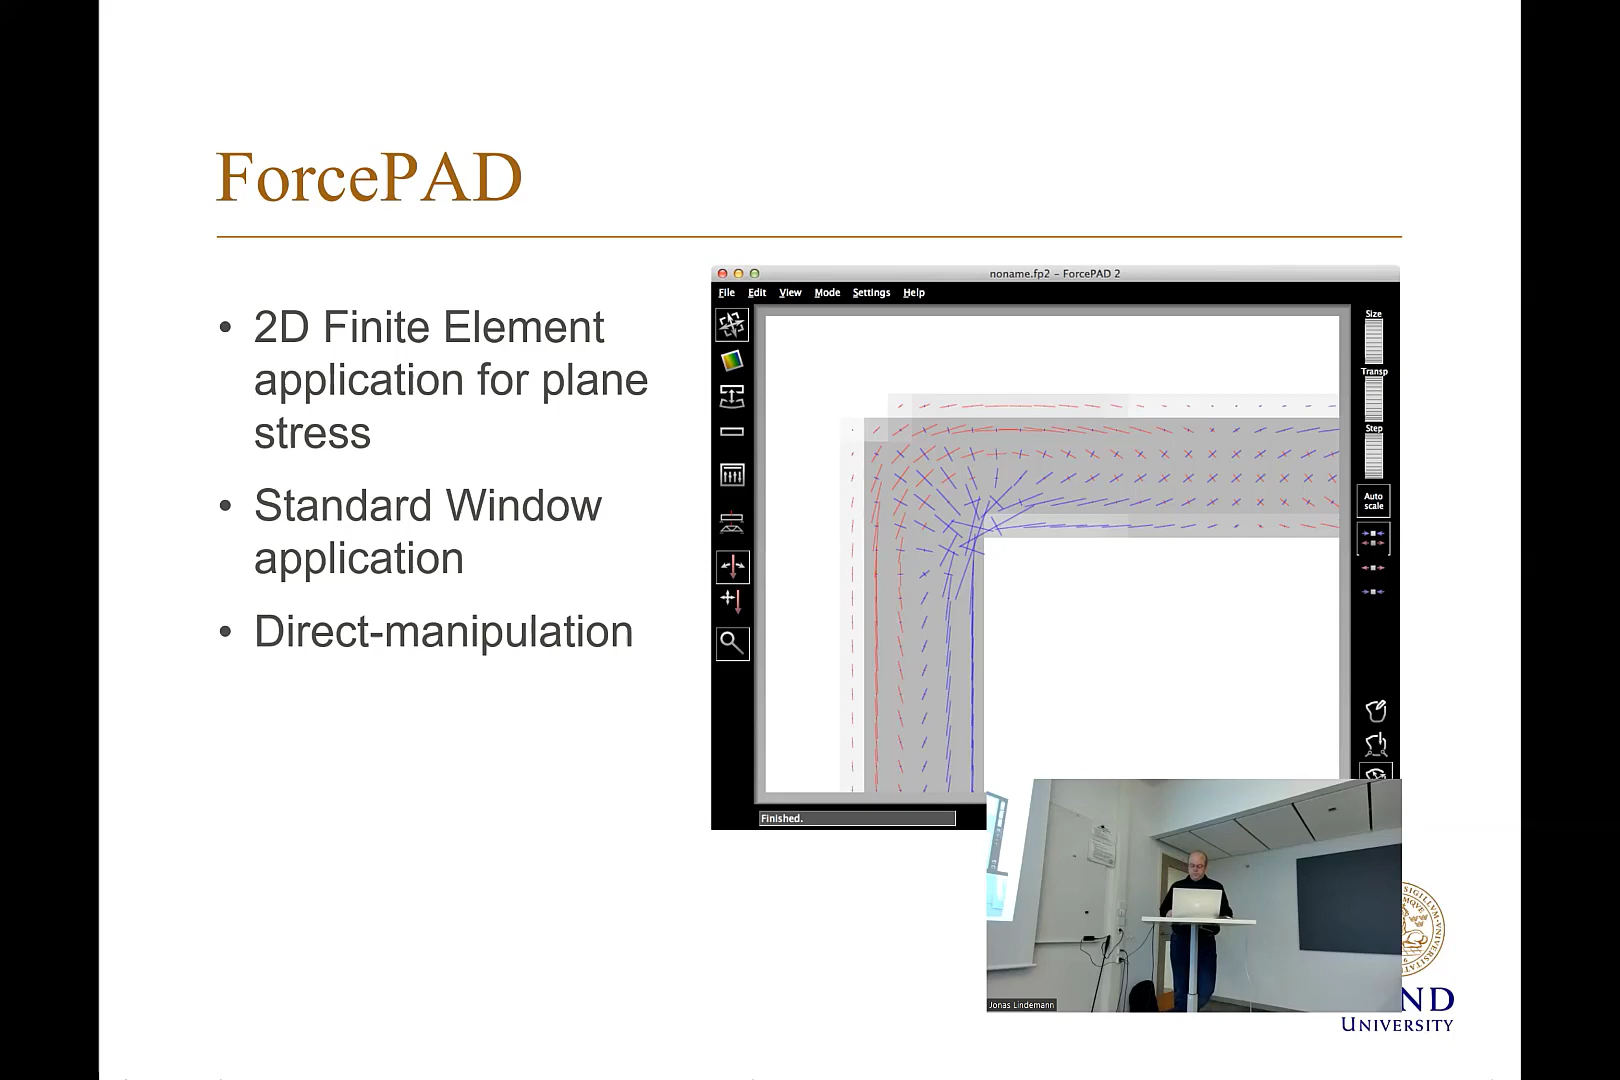 ForcePAD
• 2D Finite Element
application for plane
stress
• Standard Window
application
• Direct-manipulation
noname.fp2 - ForcePAD 2
File Edit View Mode Settings Help
Size
Transp
Step
Auto
scale
Finished.
Jonas Lindemann
ND
UNIVERSITY